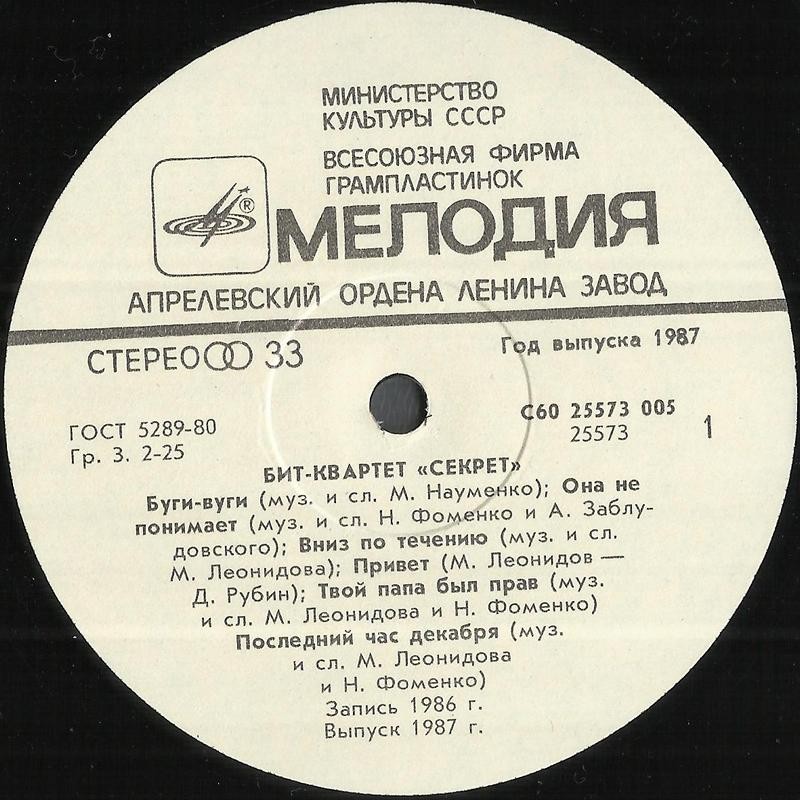 МИНИСТЕРСТВО
КУЛЬТУРЫ СССР
ВСЕСОЮЗНАЯ ФИРМА
ГРАМПЛАСТИНОК
®
МЕЛОДИЯ
АПРЕЛЕВСКИЙ ОРДЕНА ЛЕНИНА ЗАВОД
СТЕРЕО 33
Год выпуска 1987
ГОСТ 5289-80
Гр. 3. 2-25
С60 25573 005
25573
1
БИТ-КВАРТЕТ «СЕКРЕТ»
Буги-вуги (муз. и сл. М. Науменко); Она не
понимает (муз. и сл. Н. Фоменко и А. Заблу-
довского); Вниз по течению (муз. и сл.
М. Леонидова); Привет (М. Леонидов —
Д. Рубин); Твой папа был прав (муз.
и сл. М. Леонидова и Н. Фоменко)
Последний час декабря (муз.
и сл. М. Леонидова
и Н. Фоменко)
Запись 1986 г.
Выпуск 1987 г.